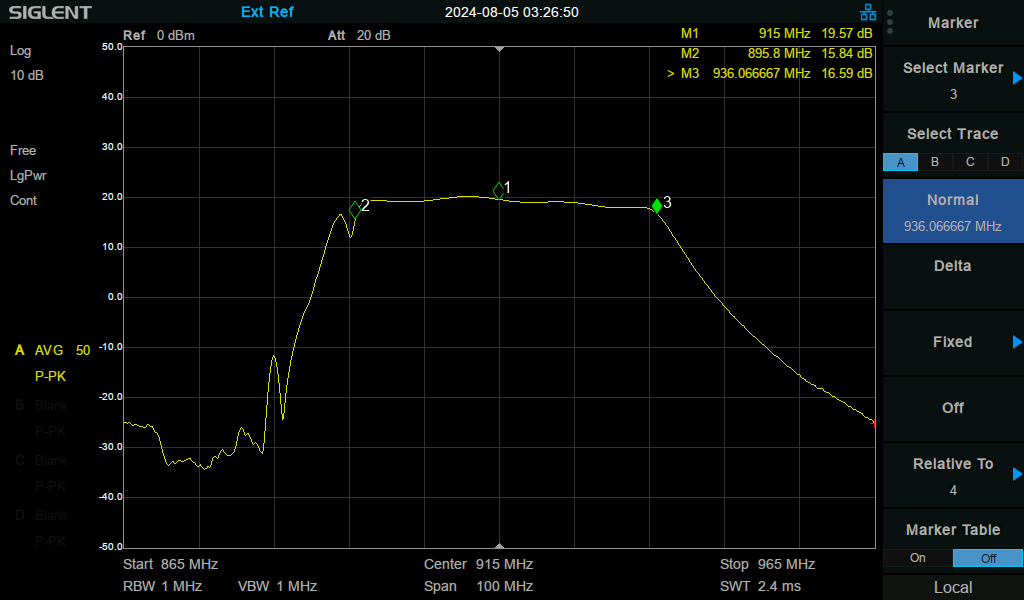 SIGLENT Ext Ref 2024-08-05 03:26:50
Marker
Ref 0 dBm Att 20 dB
M1 915 MHz 19.57 dB
M2 895.8 MHz 15.84 dB
> M3 936.066667 MHz 16.59 dB
Log
10 dB
Free
LgPwr
Cont
A AVG 50
P-PK
B Blank
P-PK
C Blank
P-PK
D Blank
P-PK
50.0
40.0
30.0
20.0
10.0
0.0
-10.0
-20.0
-30.0
-40.0
-50.0
2
1
3
Start 865 MHz Center 915 MHz Stop 965 MHz
RBW 1 MHz VBW 1 MHz Span 100 MHz SWT 2.4 ms
Select Marker
3
Select Trace
A B C D
Normal
936.066667 MHz
Delta
Fixed
Off
Relative To
4
Marker Table
On Off
Local